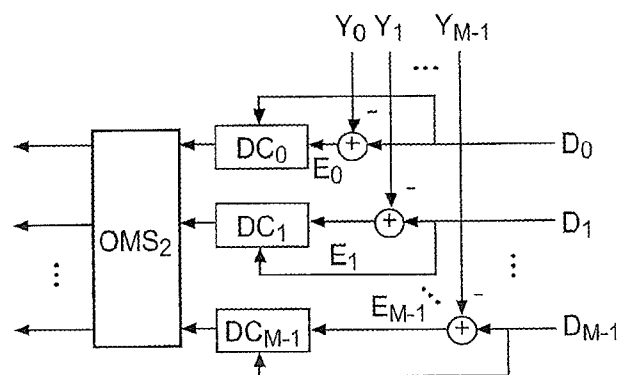 Y0 Y1 YM-1
...
-
DC0
E0
+
D0
-
OMS2
DC1
E1
+
D1
...
-
DCM-1
EM-1
+
DM-1